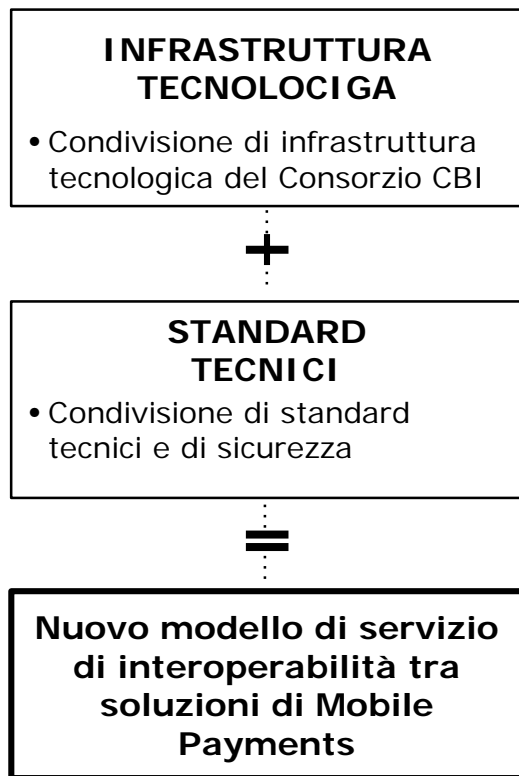 INFRASTRUTTURA
TECNOLOCIGA
• Condivisione di infrastruttura
tecnologica del Consorzio CBI
+
STANDARD
TECNICI
• Condivisione di standard
tecnici e di sicurezza
=
Nuovo modello di servizio
di interoperabilità tra
soluzioni di Mobile
Payments